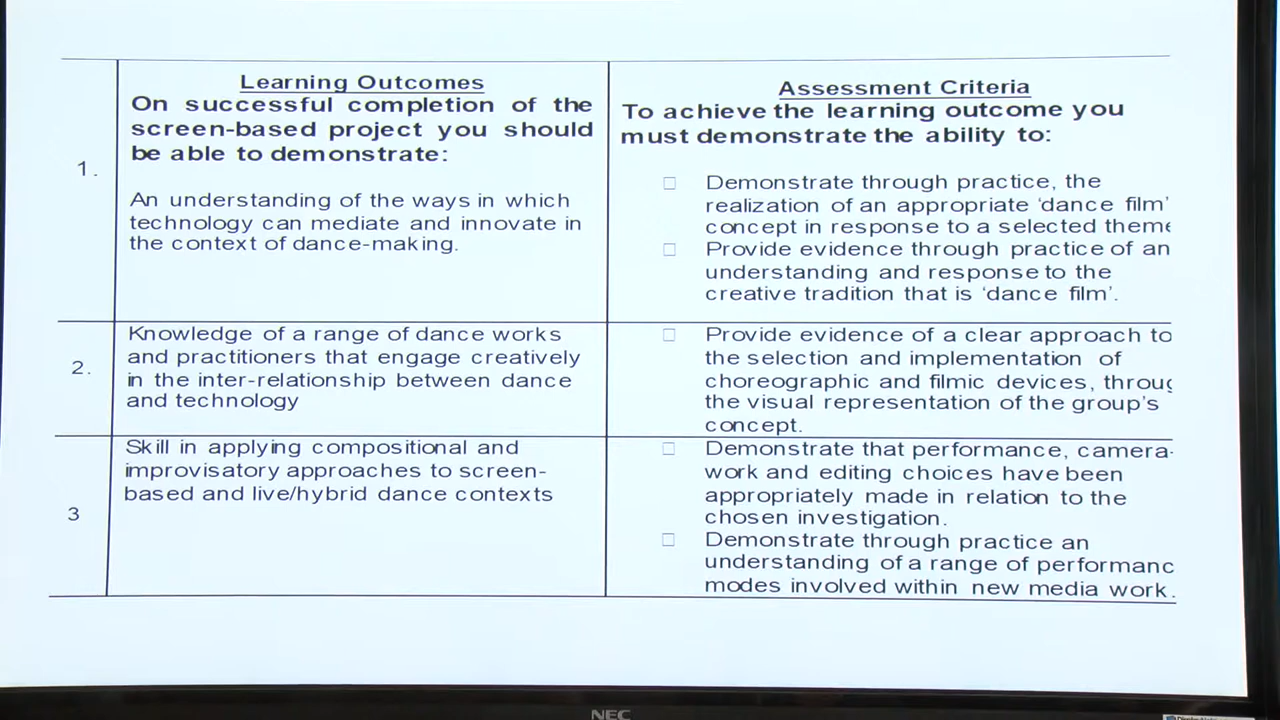 Learning Outcomes
On successful completion of the
screen-based project you should
be able to demonstrate:
1.
An understanding of the ways in which
technology can mediate and innovate in
the context of dance-making.
Assessment Criteria
To achieve the learning outcome you
must demonstrate the ability to:
☐ Demonstrate through practice, the
realization of an appropriate ‘dance film’
concept in response to a selected theme
☐ Provide evidence through practice of an
understanding and response to the
creative tradition that is ‘dance film’.
2.
Knowledge of a range of dance works
and practitioners that engage creatively
in the inter-relationship between dance
and technology
☐ Provide evidence of a clear approach to
the selection and implementation of
choreographic and filmic devices, throug
the visual representation of the group’s
concept.
3
Skill in applying compositional and
improvisatory approaches to screen-
based and live/hybrid dance contexts
☐ Demonstrate that performance, camera-
work and editing choices have been
appropriately made in relation to the
chosen investigation.
☐ Demonstrate through practice an
understanding of a range of performanc
modes involved within new media work.
NEC